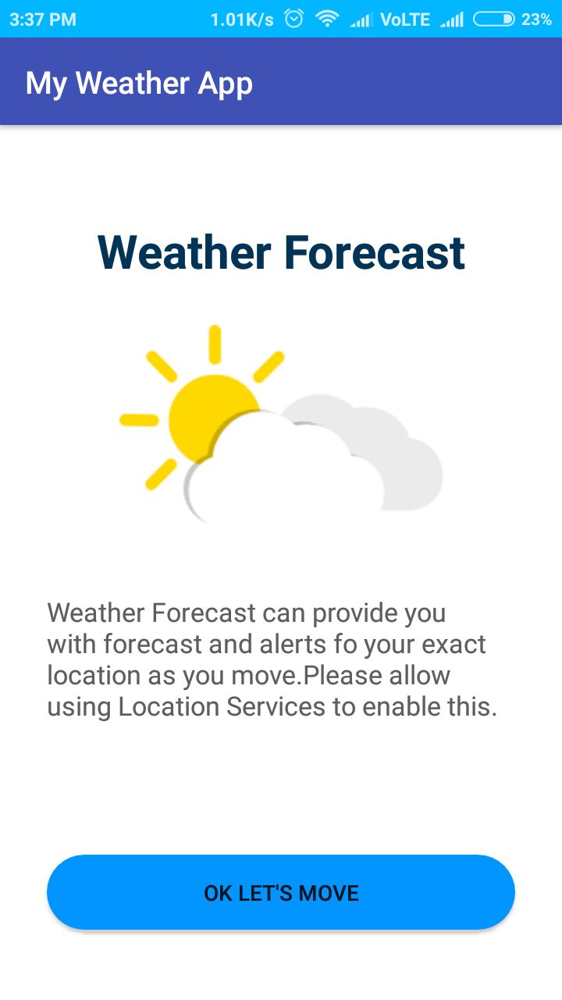 3:37 PM 1.01K/s VoLTE 23%
My Weather App
Weather Forecast
Weather Forecast can provide you
with forecast and alerts fo your exact
location as you move.Please allow
using Location Services to enable this.
OK LET'S MOVE